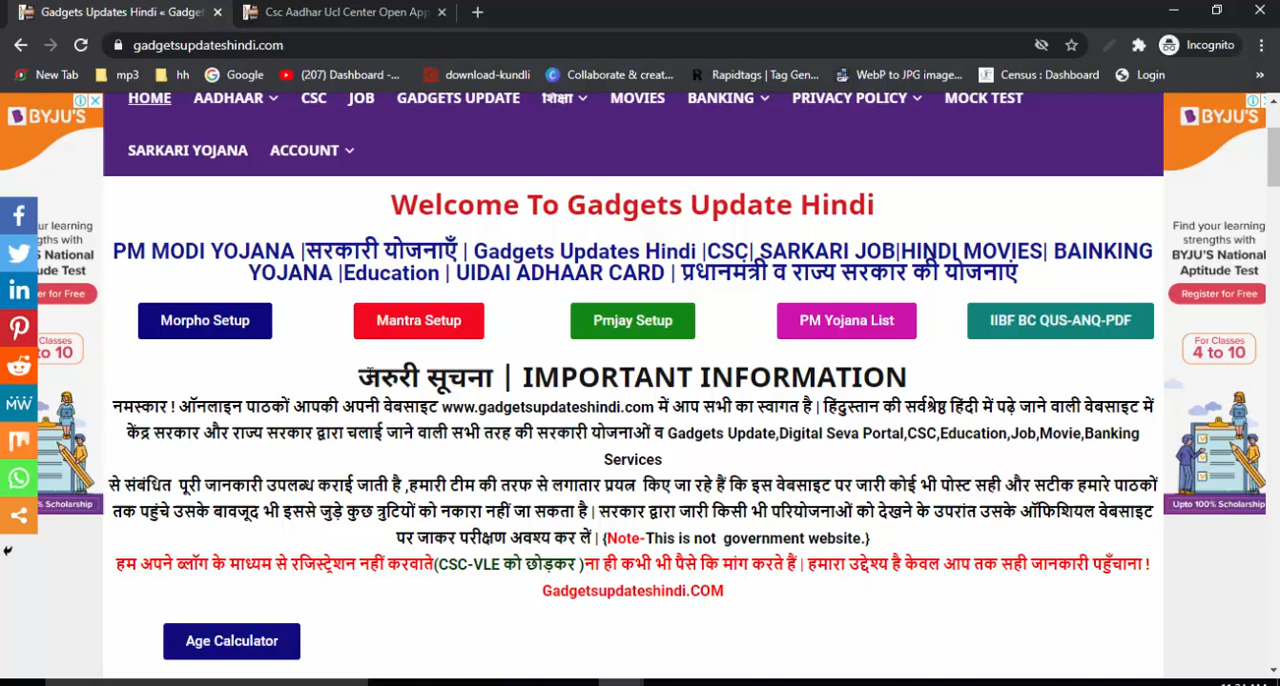 Gadgets Updates Hindi « Gadget
Csc Aadhar Ucl Center Open App
gadgetsupdateshindi.com
Incognito
New Tab
mp3
hh
Google
(207) Dashboard -...
download-kundli
Collaborate & creat...
Rapidtags | Tag Gen...
WebP to JPG image...
Census : Dashboard
Login
»
HOME
AADHAAR
CSC
JOB
GADGETS UPDATE
शिक्षा
MOVIES
BANKING
PRIVACY POLICY
MOCK TEST
SARKARI YOJANA
ACCOUNT
BYJU'S
ur learning
gths with
S National
ude Test
er for Free
Classes
to 10
% Scholarship
Welcome To Gadgets Update Hindi
PM MODI YOJANA |सरकारी योजनाएँ | Gadgets Updates Hindi |CSC| SARKARI JOB|HINDI MOVIES| BAINKING
YOJANA |Education | UIDAI ADHAAR CARD | प्रधानमंत्री व राज्य सरकार की योजनाएं
Morpho Setup
Mantra Setup
Pmjay Setup
PM Yojana List
IIBF BC QUS-ANQ-PDF
जरुरी सूचना | IMPORTANT INFORMATION
नमस्कार ! ऑनलाइन पाठकों आपकी अपनी वेबसाइट www.gadgetsupdateshindi.com में आप सभी का स्वागत है | हिंदुस्तान की सर्वश्रेष्ठ हिंदी में पढ़े जाने वाली वेबसाइट में
केंद्र सरकार और राज्य सरकार द्वारा चलाई जाने वाली सभी तरह की सरकारी योजनाओं व Gadgets Update,Digital Seva Portal,CSC,Education,Job,Movie,Banking
Services
से संबंधित पूरी जानकारी उपलब्ध कराई जाती है ,हमारी टीम की तरफ से लगातार प्रयत्न किए जा रहे हैं कि इस वेबसाइट पर जारी कोई भी पोस्ट सही और सटीक हमारे पाठकों
तक पहुंचे उसके बावजूद भी इससे जुड़े कुछ त्रुटियों को नकारा नहीं जा सकता है | सरकार द्वारा जारी किसी भी परियोजनाओं को देखने के उपरांत उसके ऑफिशियल वेबसाइट
पर जाकर परीक्षण अवश्य कर लें | {Note-This is not government website.}
हम अपने ब्लॉग के माध्यम से रजिस्ट्रेशन नहीं करवाते(CSC-VLE को छोड़कर )ना ही कभी भी पैसे कि मांग करते हैं | हमारा उद्देश्य है केवल आप तक सही जानकारी पहुँचाना !
Gadgetsupdateshindi.COM
Age Calculator
BYJU'S
Find your learning
strengths with
BYJU'S National
Aptitude Test
Register for Free
For Classes
4 to 10
Upto 100% Scholarship